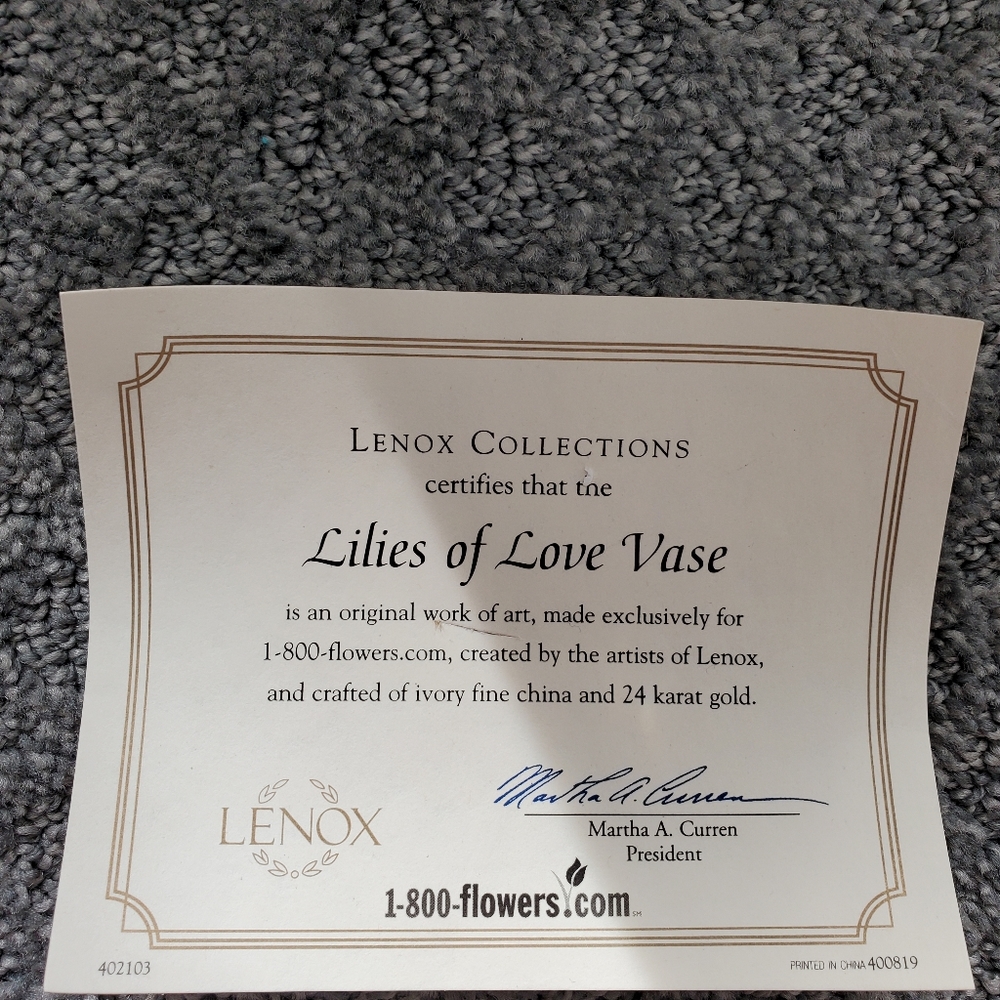 LENOX COLLECTIONS
certifies that the
Lilies of Love Vase
is an original work of art, made exclusively for
1-800-flowers.com, created by the artists of Lenox,
and crafted of ivory fine china and 24 karat gold.
Martha A. Curren
LENOX
Martha A. Curren
President
1-800-flowers.com SM
402103
PRINTED IN CHINA 400819